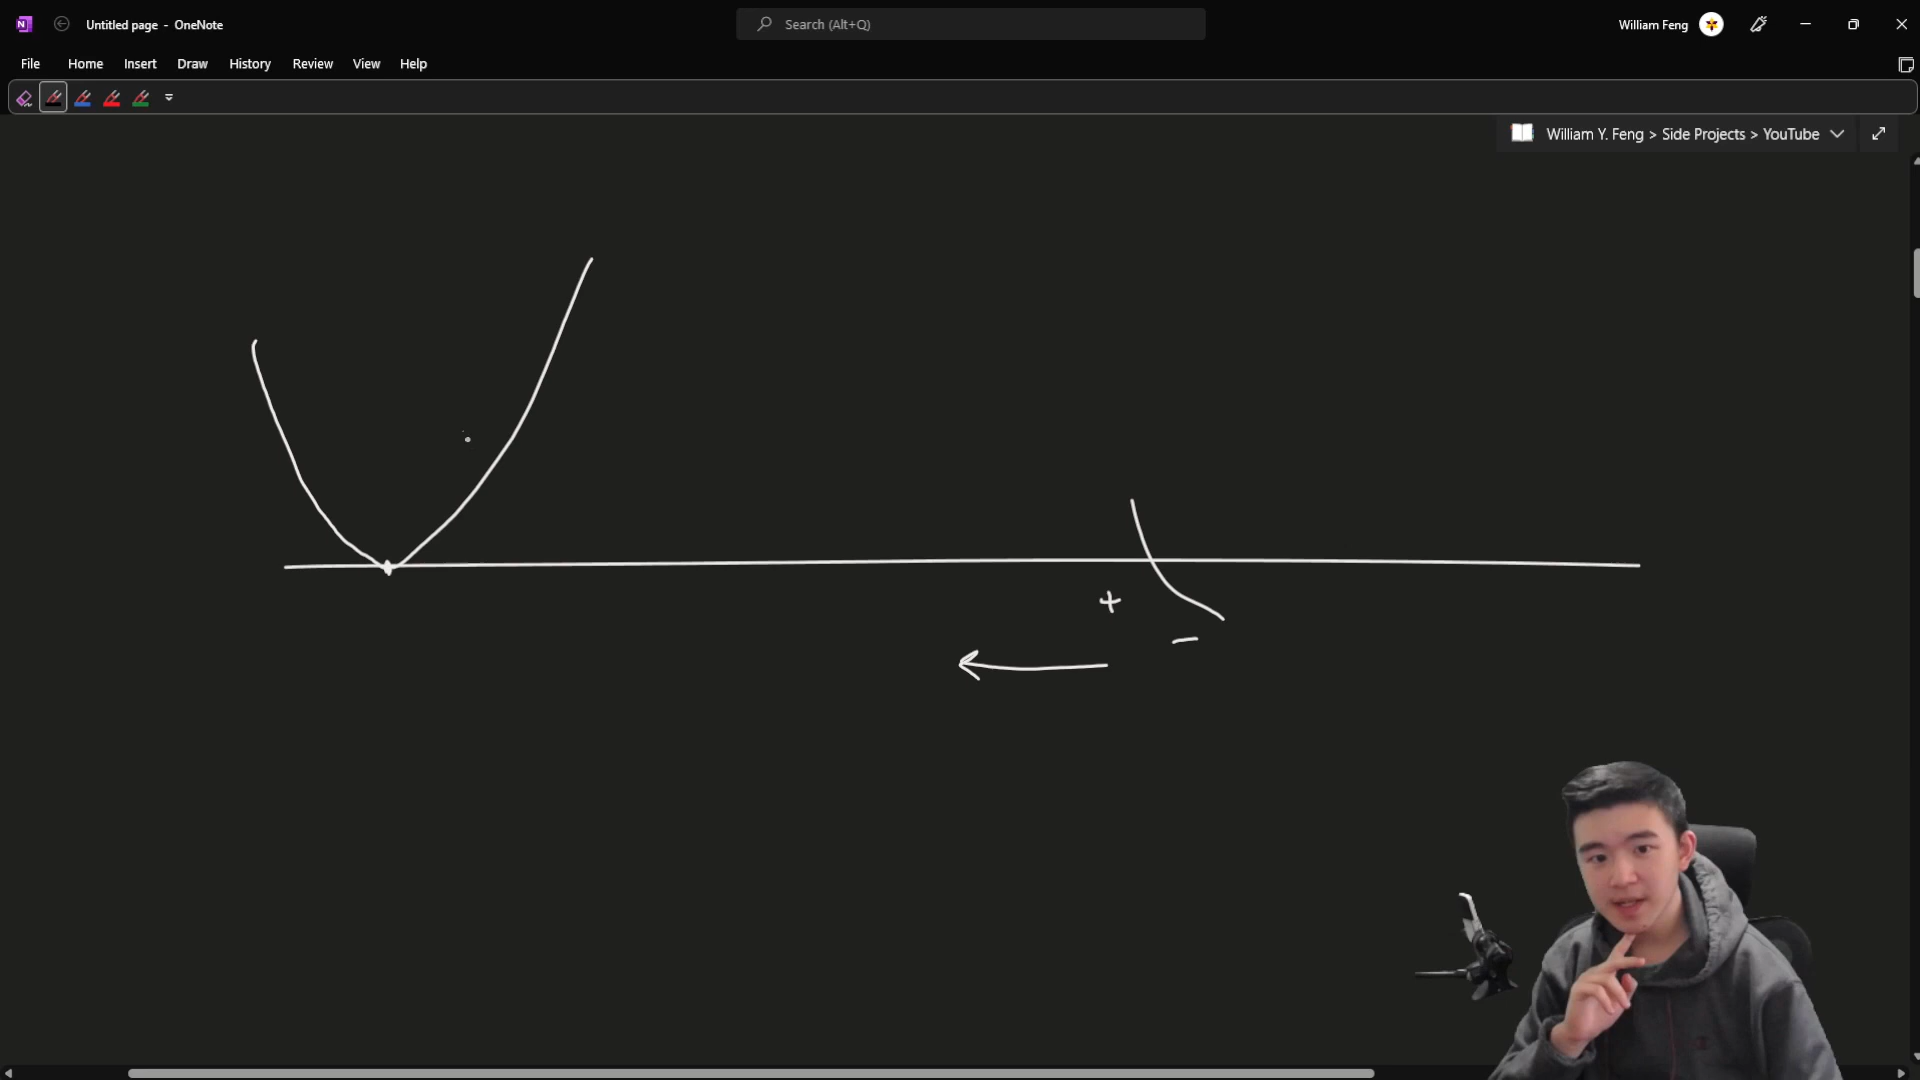 Untitled page - OneNote
Search (Alt+Q)
William Feng
File Home Insert Draw History Review View Help
William Y. Feng > Side Projects > YouTube
+
−